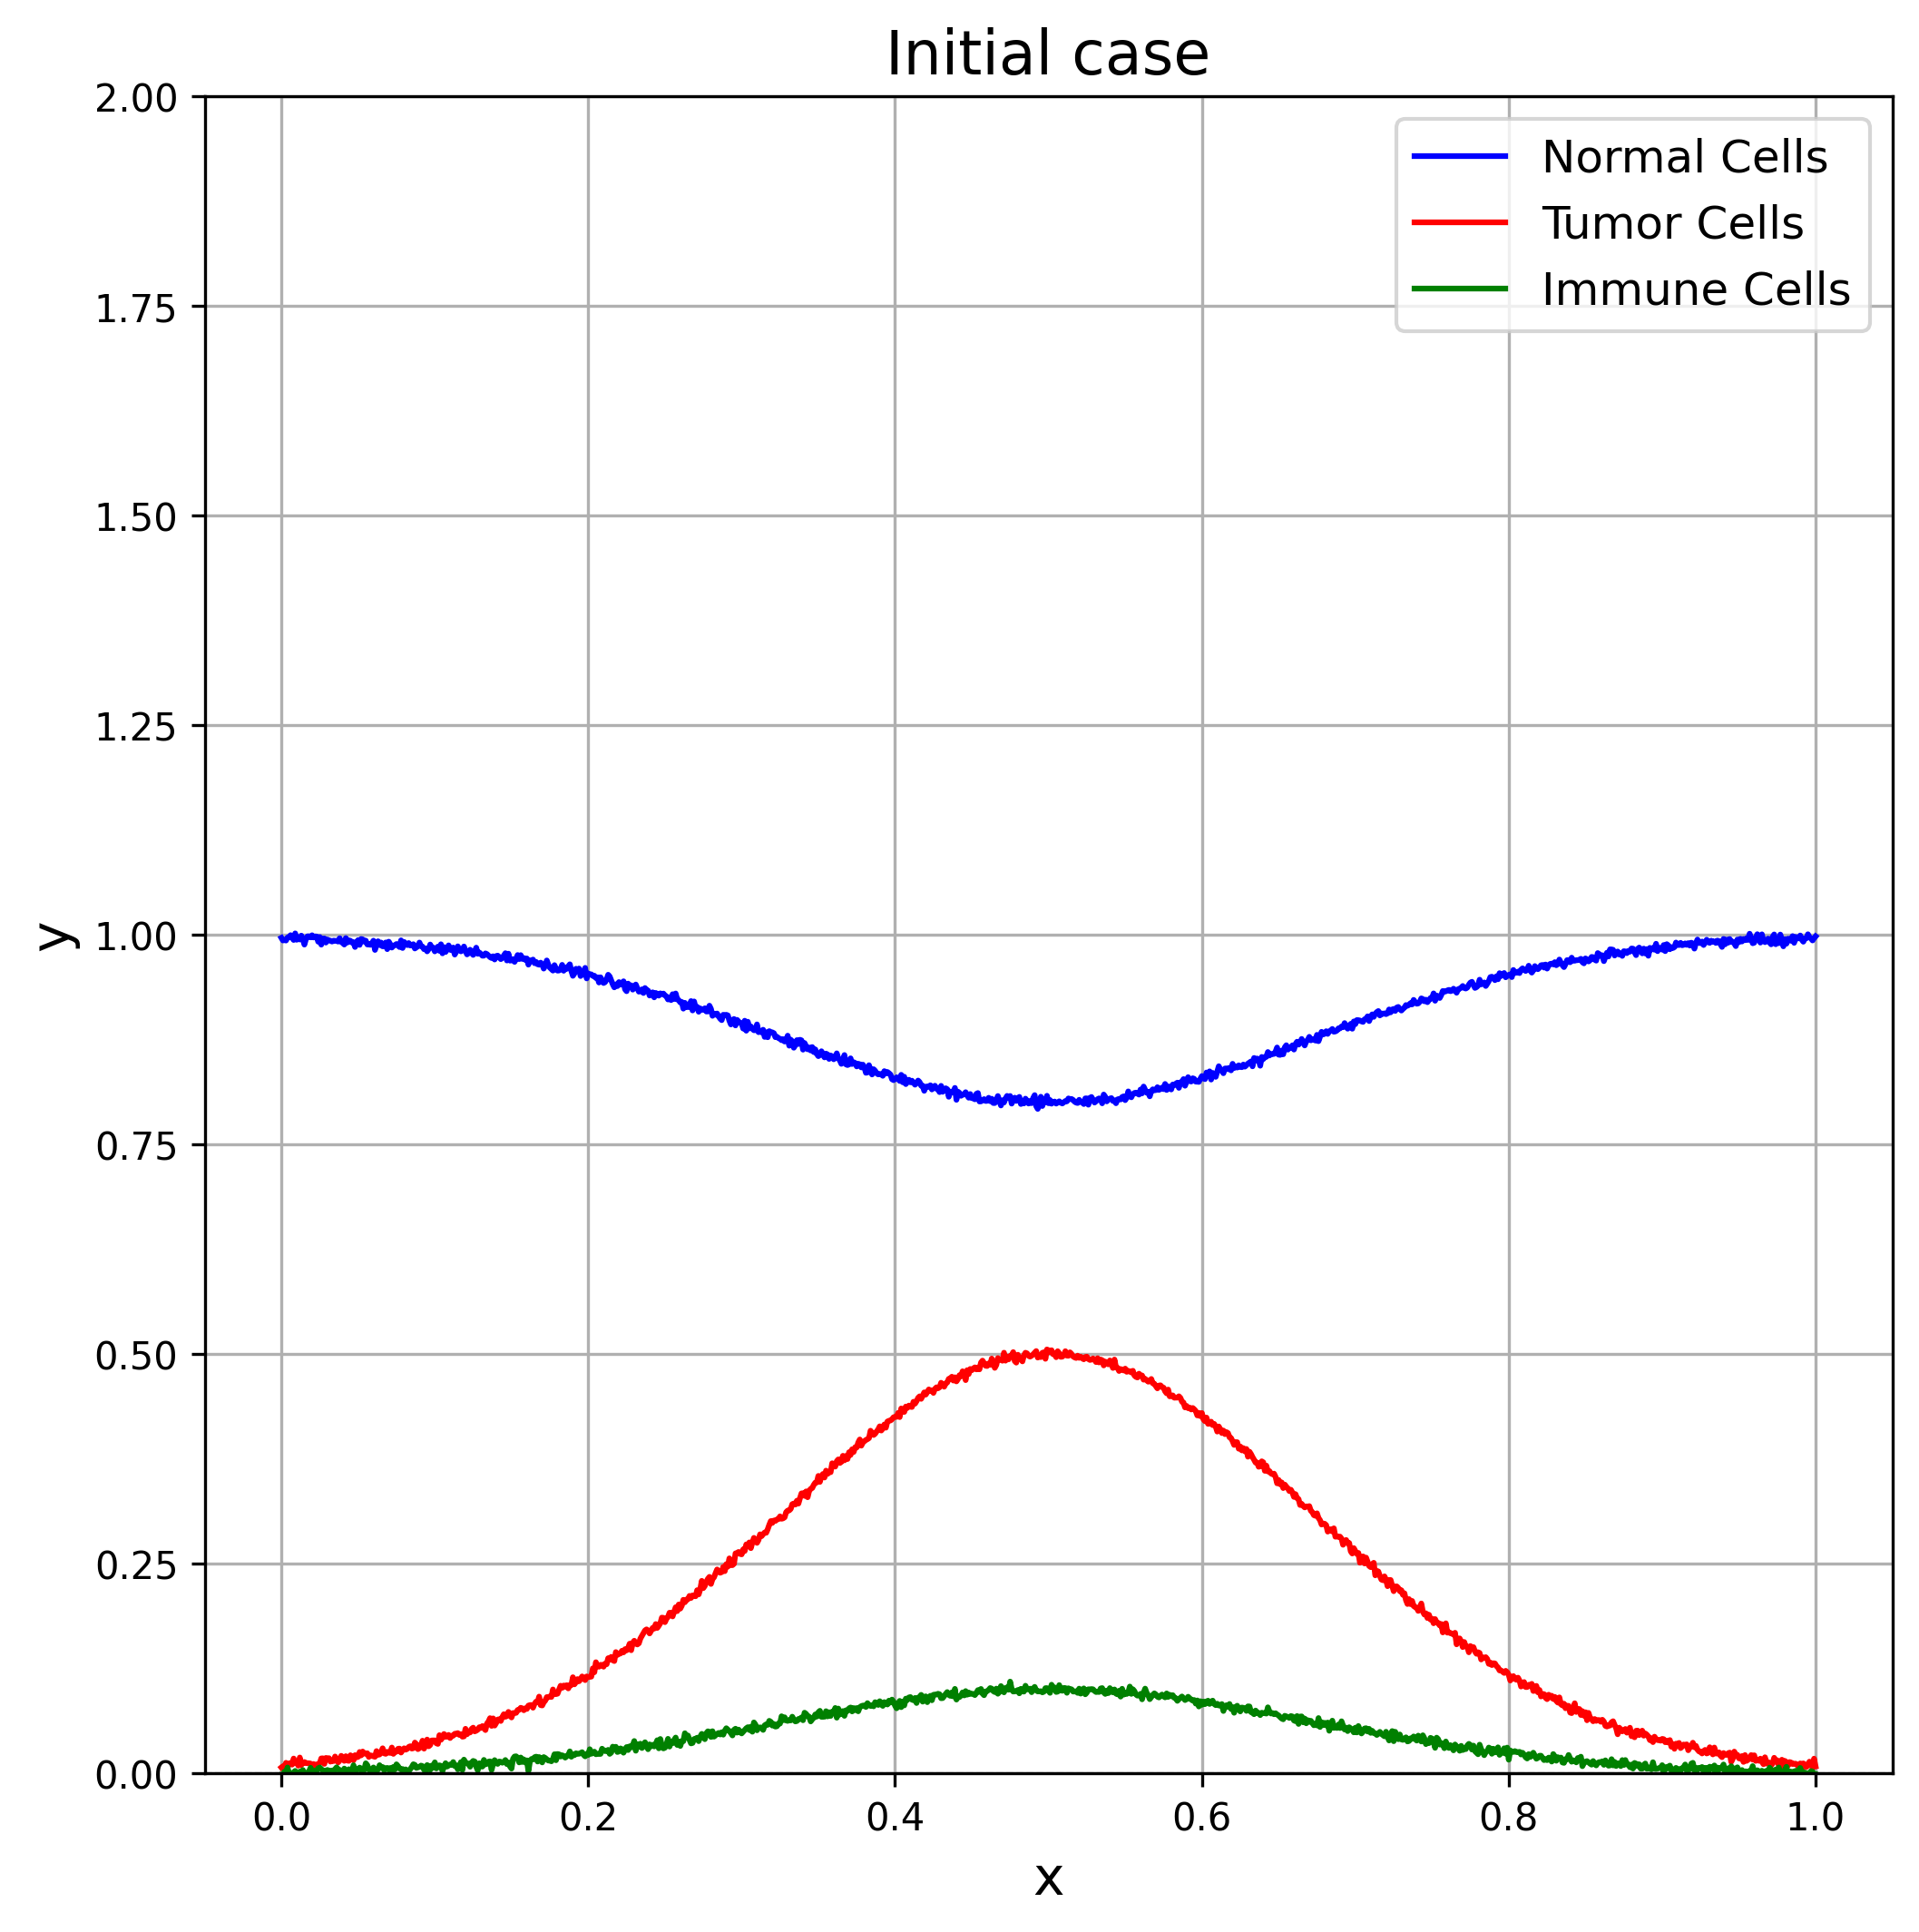 Initial case
2.00
1.75
1.50
1.25
1.00
0.75
0.50
0.25
0.00
y
Normal Cells
Tumor Cells
Immune Cells
0.0 0.2 0.4 0.6 0.8 1.0
x